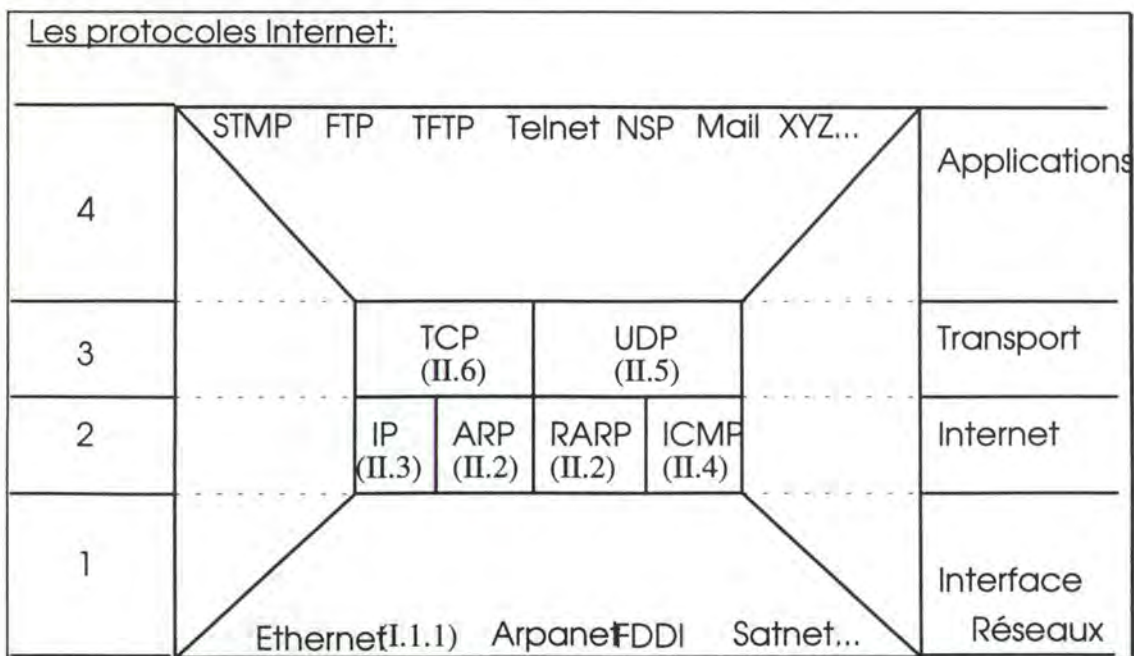 Les protocoles Internet:
STMP FTP TFTP Telnet NSP Mail XYZ...
Applications
4
3
TCP
(II.6)
UDP
(II.5)
Transport
2
IP
(II.3)
ARP
(II.2)
RARP
(II.2)
ICMP
(II.4)
Internet
1
Interface
Réseaux
Ethernet(I.1.1) Arpanet FDDI Satnet...